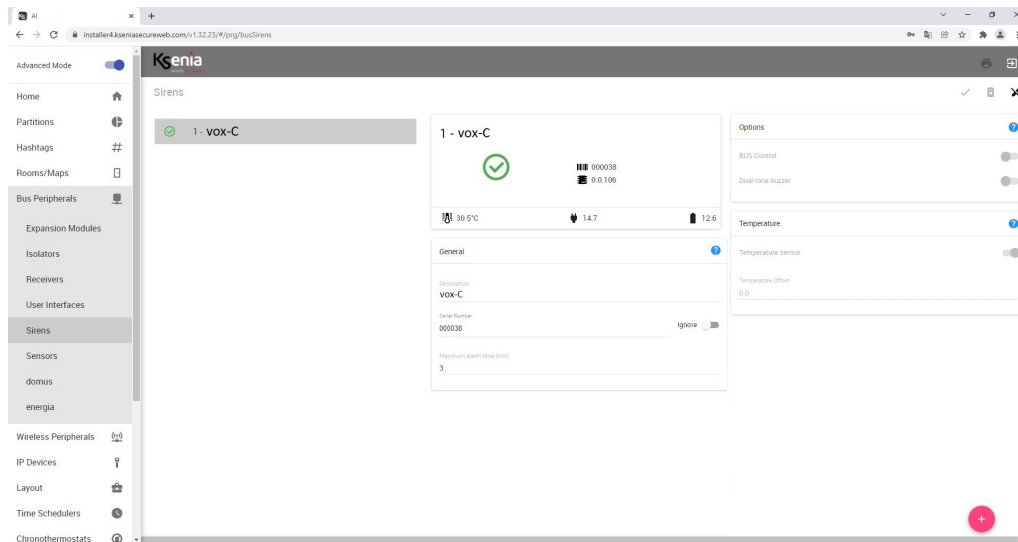 AI
installer4.kseniasecureweb.com/v1.32.23/#/prg/busSirens
Advanced Mode
Ksenia
Home
Partitions
Hashtags
Rooms/Maps
Bus Peripherals
Expansion Modules
Isolators
Receivers
User Interfaces
Sirens
Sensors
domus
energia
Wireless Peripherals
IP Devices
Layout
Time Schedulers
Chronothermostats
Sirens
1 - vox-C
1 - vox-C
000038
0.0.106
30.5°C 14.7 12.6
General
Description
vox-C
Serial Number
000038
Ignore
Maximum alarm time (min)
3
Options
BUS Control
Dual-tone buzzer
Temperature
Temperature sensor
Temperature Offset
0,0